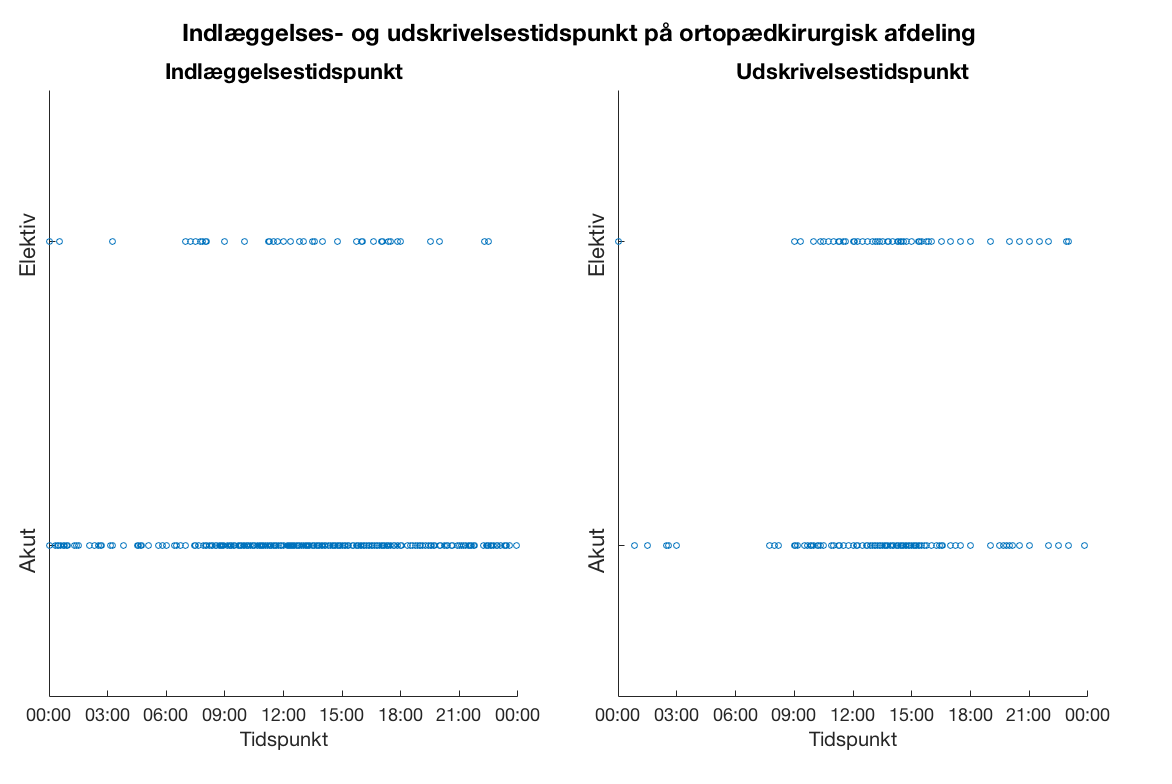 Indlæggelses- og udskrivelsestidspunkt på ortopædkirurgisk afdeling
Indlæggelsestidspunkt
Elektiv
Akut
00:00 03:00 06:00 09:00 12:00 15:00 18:00 21:00 00:00
Tidspunkt
Udskrivelsestidspunkt
Elektiv
Akut
00:00 03:00 06:00 09:00 12:00 15:00 18:00 21:00 00:00
Tidspunkt